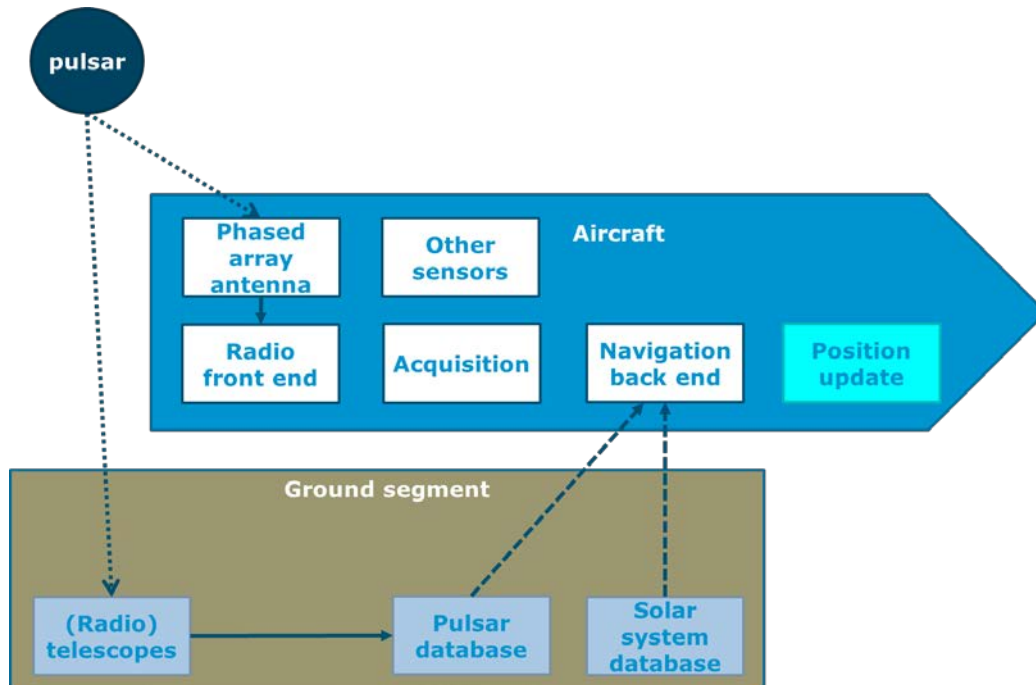 pulsar
Aircraft
Phased
array
antenna
Other
sensors
Radio
front end
Acquisition
Navigation
back end
Position
update
Ground segment
(Radio)
telescopes
Pulsar
database
Solar
system
database